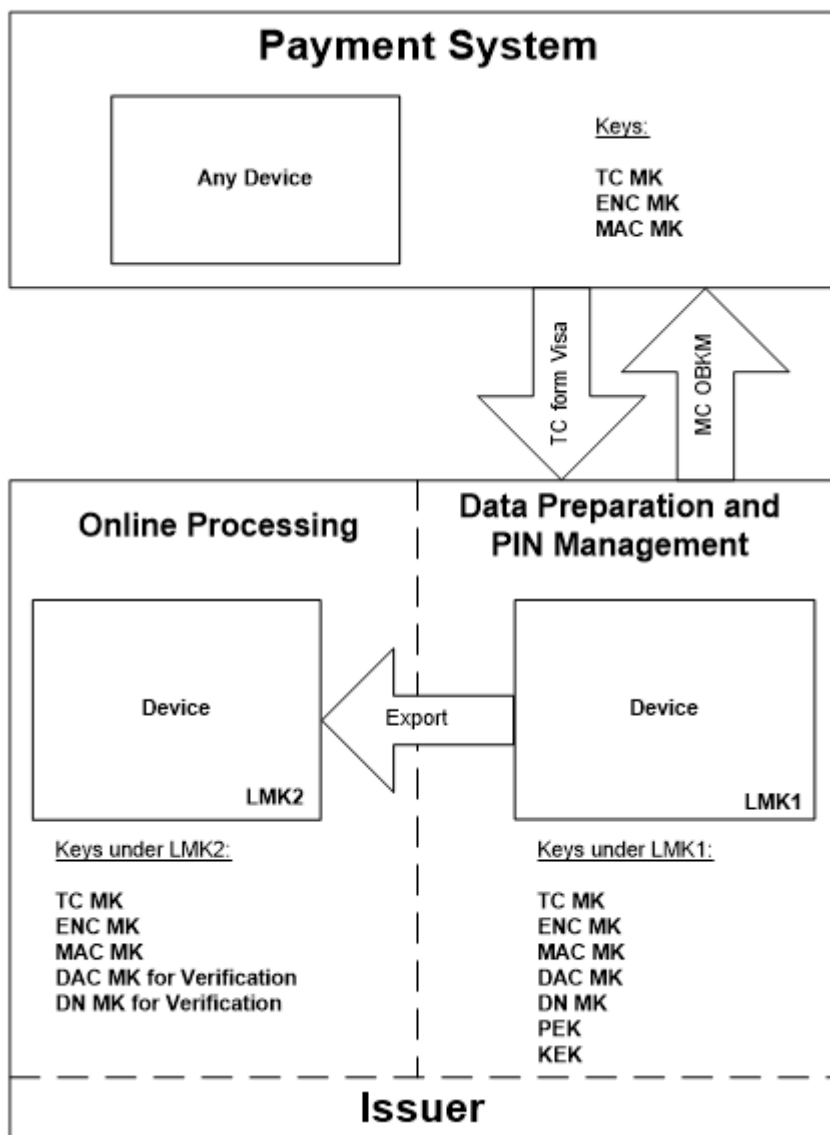 Payment System
Any Device
Keys:
TC MK
ENC MK
MAC MK
TC form Visa
MC OBKM
Online Processing
Data Preparation and
PIN Management
Device
LMK2
Export
Device
LMK1
Keys under LMK2:
TC MK
ENC MK
MAC MK
DAC MK for Verification
DN MK for Verification
Keys under LMK1:
TC MK
ENC MK
MAC MK
DAC MK
DN MK
PEK
KEK
Issuer